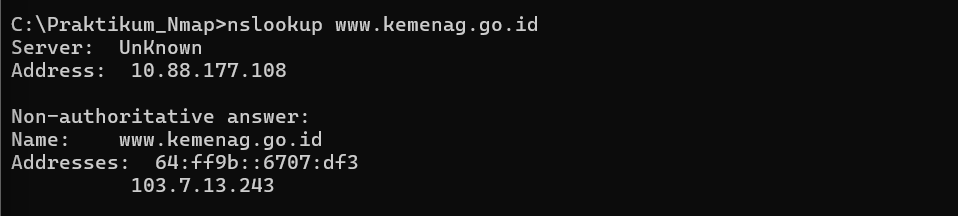 C:\Praktikum_Nmap>nslookup www.kemenag.go.id
Server:  UnKnown
Address:  10.88.177.108

Non-authoritative answer:
Name:    www.kemenag.go.id
Addresses:  64:ff9b::6707:df3
          103.7.13.243